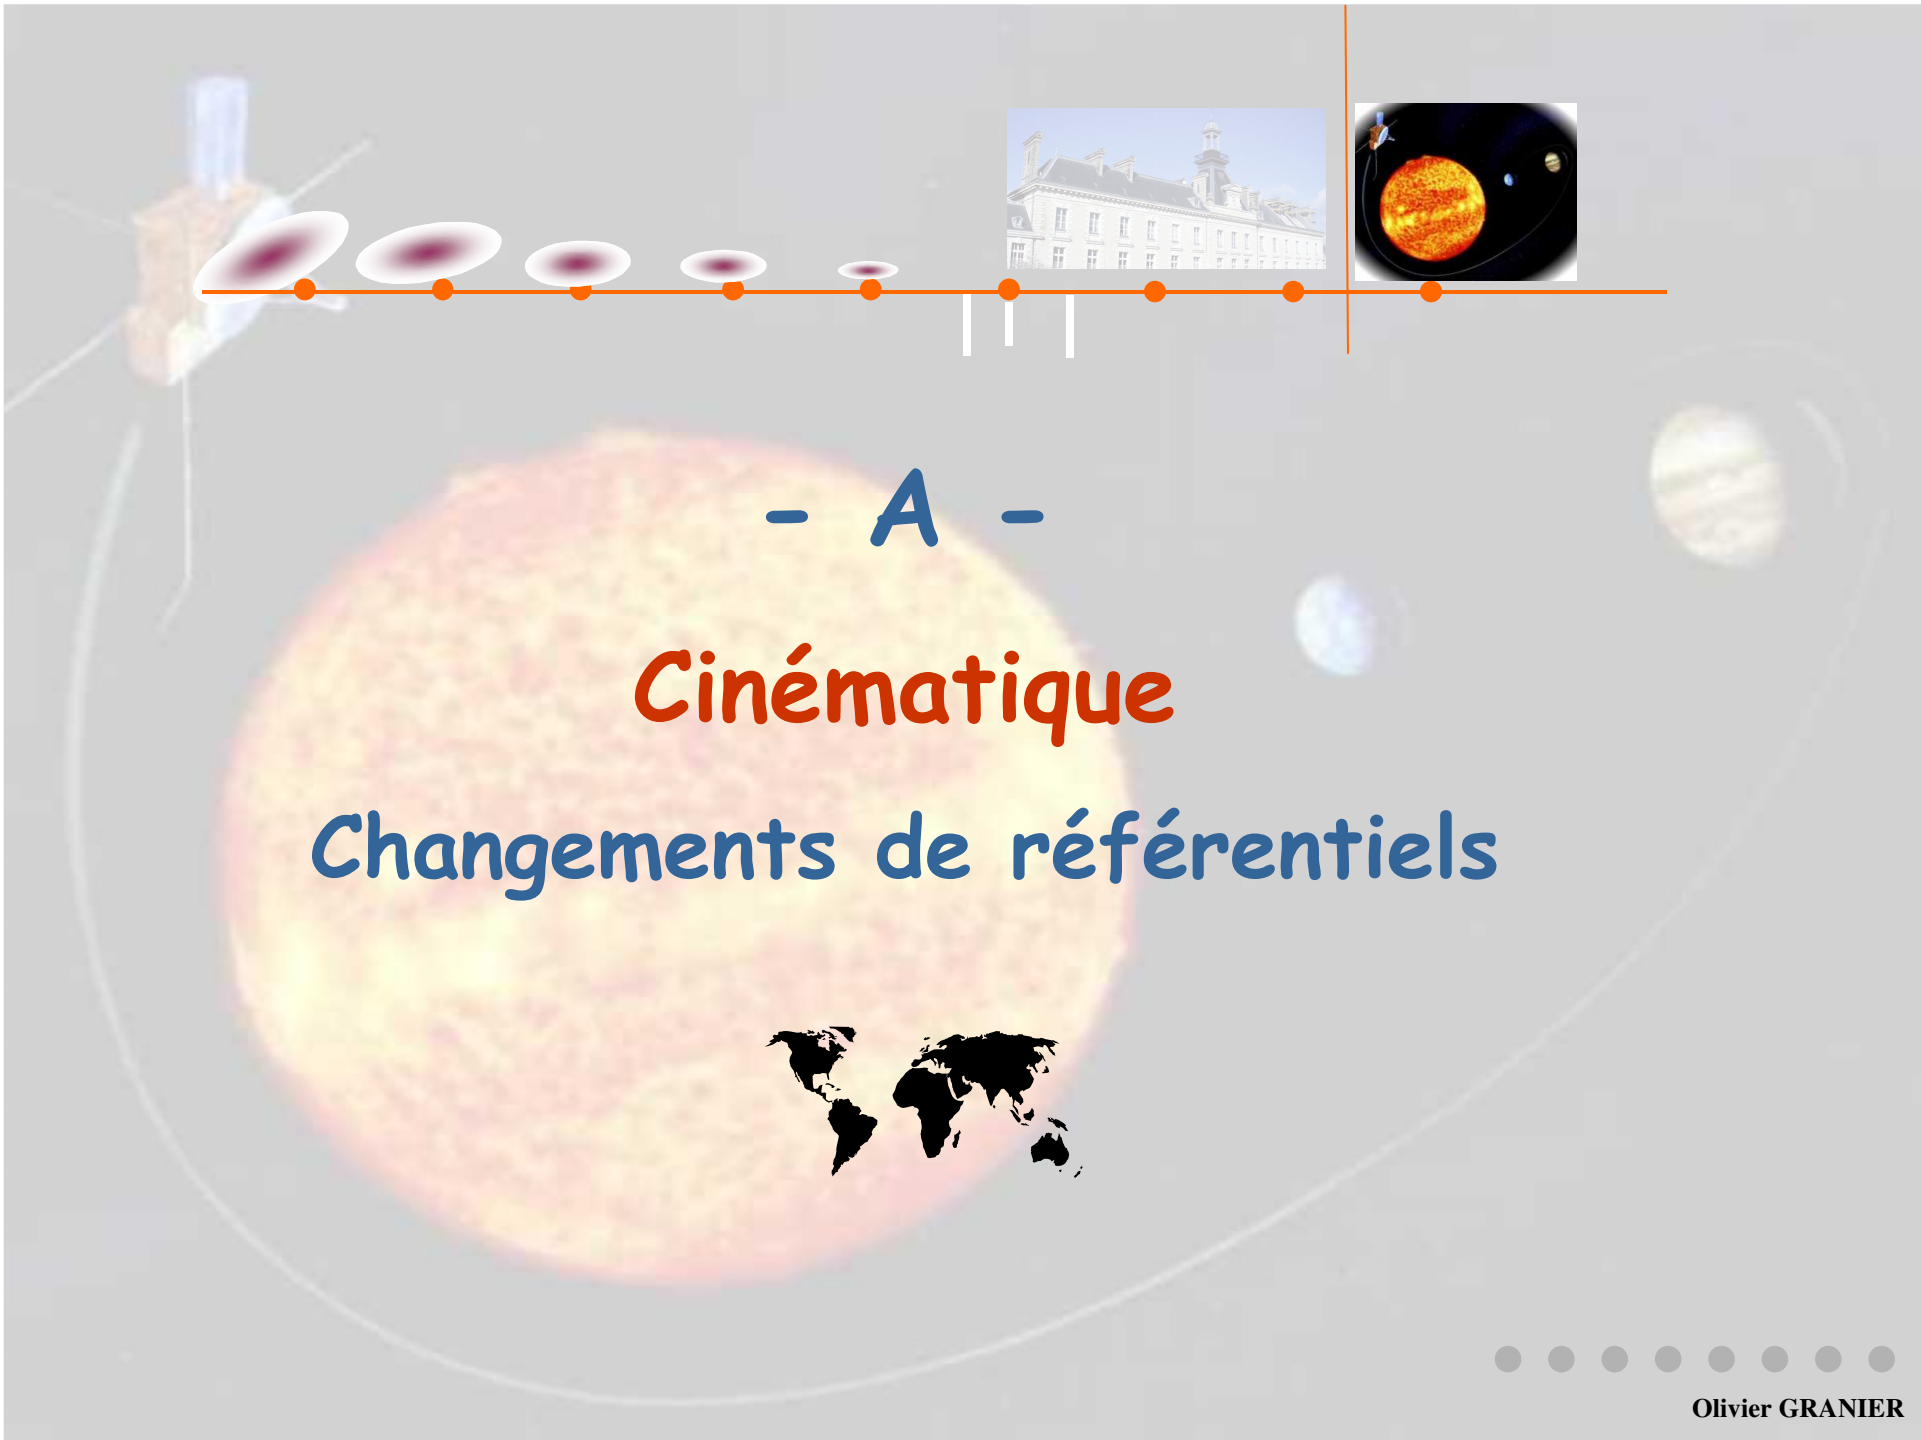 - A -
Cinématique
Changements de référentiels
Olivier GRANIER